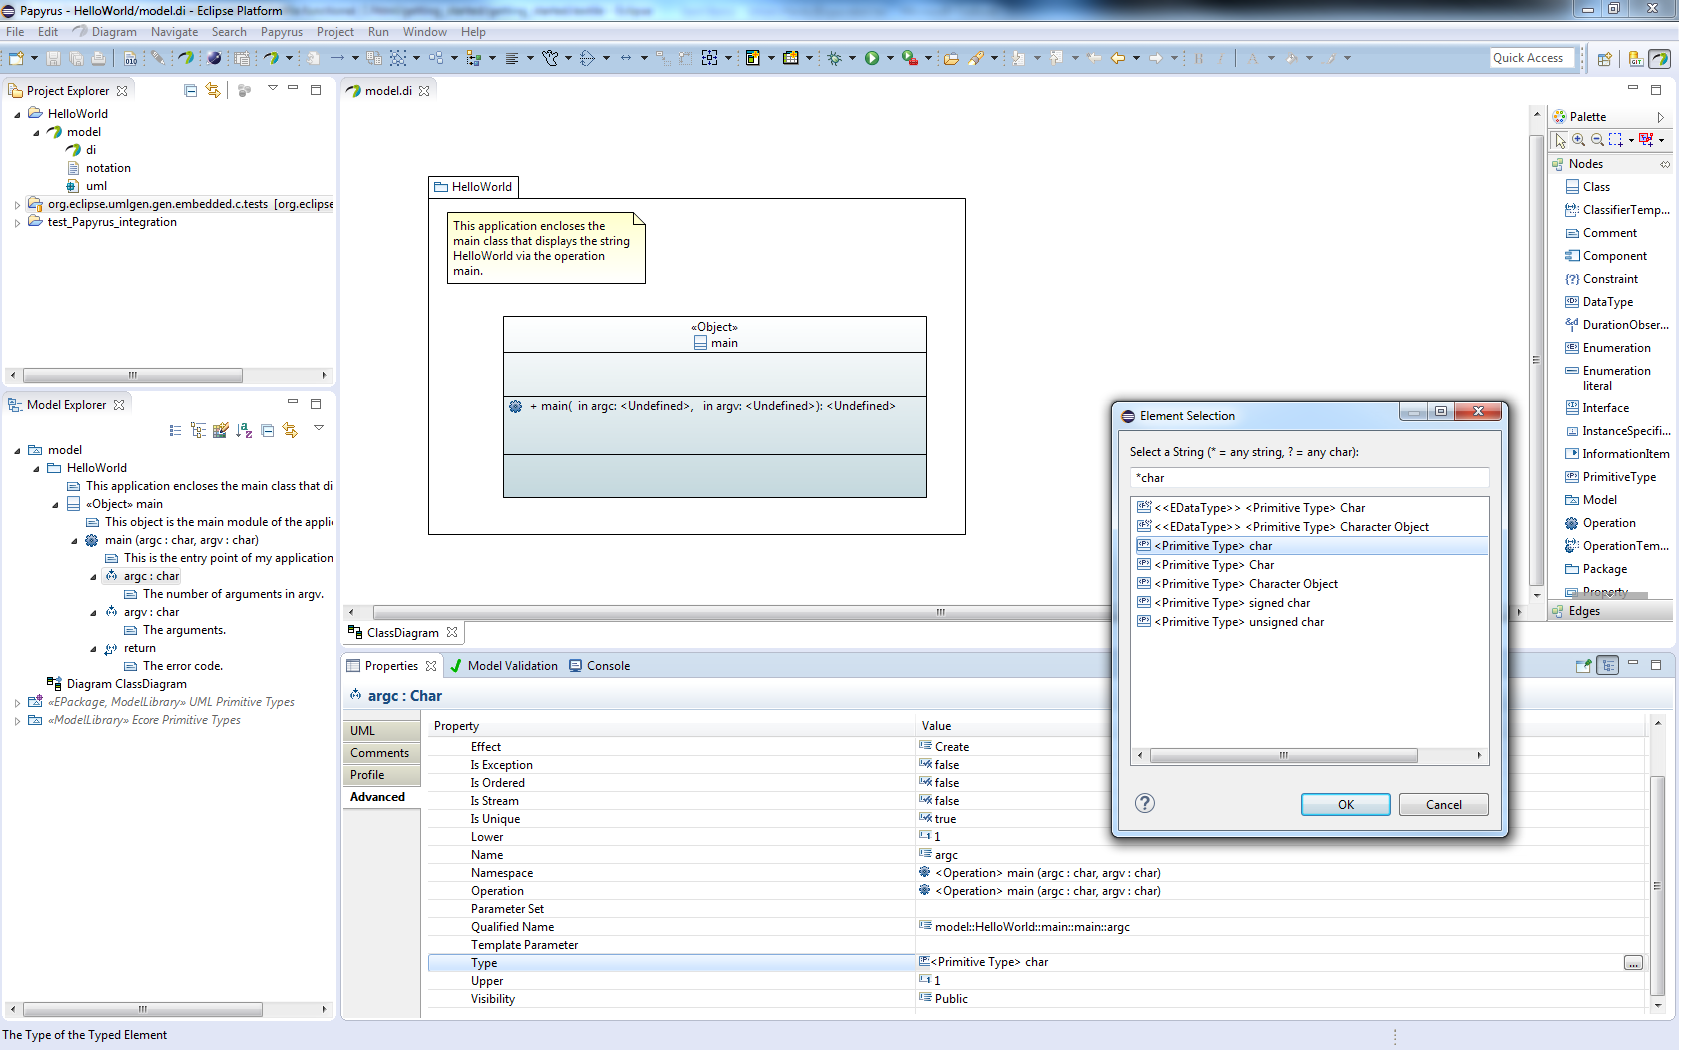 Papyrus - HelloWorld/model.di - Eclipse Platform
File Edit Diagram Navigate Search Papyrus Project Run Window Help
Quick Access
Project Explorer
HelloWorld
model
di
notation
uml
org.eclipse.umlgen.gen.embedded.c.tests [org.eclipse
test_Papyrus_integration
Model Explorer
model
HelloWorld
This application encloses the main class that di
«Object» main
This object is the main module of the appli
main (argc : char, argv : char)
This is the entry point of my application
argc : char
The number of arguments in argv.
argv : char
The arguments.
return
The error code.
Diagram ClassDiagram
«EPackage, ModelLibrary» UML Primitive Types
«ModelLibrary» Ecore Primitive Types
model.di
HelloWorld
This application encloses the
main class that displays the string
HelloWorld via the operation
main.
«Object»
main
+ main( in argc: <Undefined>, in argv: <Undefined>): <Undefined>
ClassDiagram
Palette
Nodes
Class
ClassifierTemp...
Comment
Component
Constraint
DataType
DurationObser...
Enumeration
Enumeration
literal
Interface
InstanceSpecifi...
InformationItem
PrimitiveType
Model
Operation
OperationTem...
Package
Property
Edges
Element Selection
Select a String (* = any string, ? = any char):
*char
<<EDataType>> <Primitive Type> Char
<<EDataType>> <Primitive Type> Character Object
<Primitive Type> char
<Primitive Type> Char
<Primitive Type> Character Object
<Primitive Type> signed char
<Primitive Type> unsigned char
OK
Cancel
Properties Model Validation Console
argc : Char
UML
Comments
Profile
Advanced
Property Value
Effect Create
Is Exception false
Is Ordered false
Is Stream false
Is Unique true
Lower 1
Name argc
Namespace <Operation> main (argc : char, argv : char)
Operation <Operation> main (argc : char, argv : char)
Parameter Set
Qualified Name model::HelloWorld::main::main::argc
Template Parameter
Type <Primitive Type> char
...
Upper 1
Visibility Public
The Type of the Typed Element